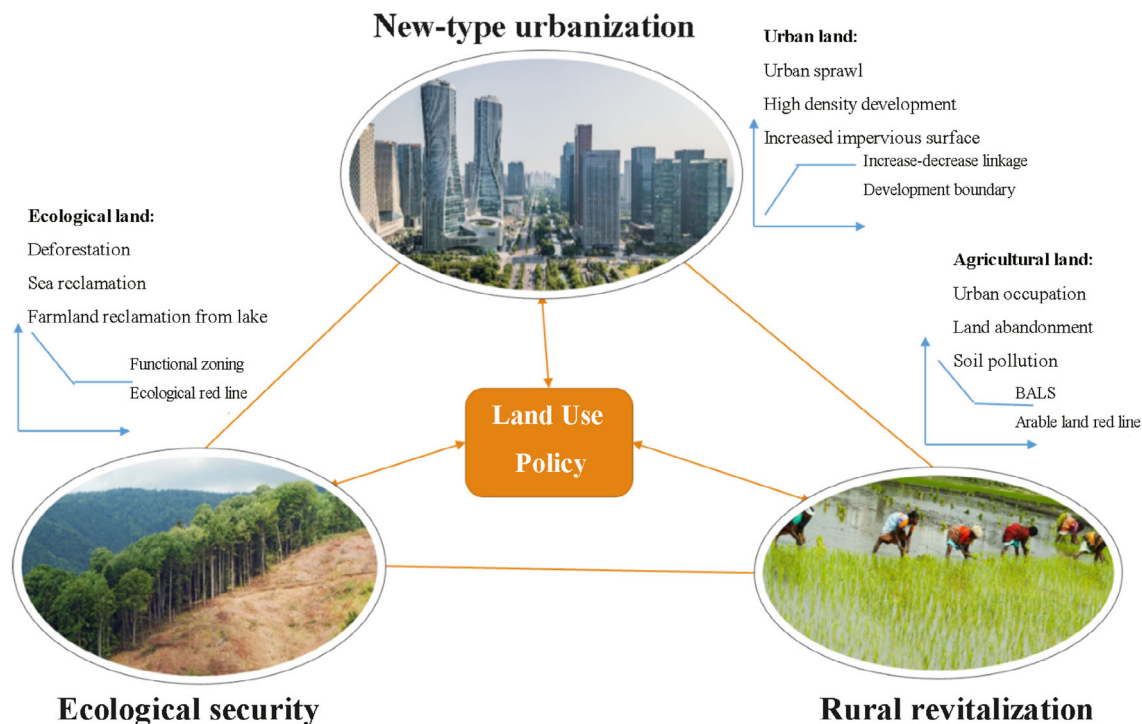 New-type urbanization
Urban land:
Urban sprawl
High density development
Increased impervious surface
Increase-decrease linkage
Development boundary
Ecological land:
Deforestation
Sea reclamation
Farmland reclamation from lake
Functional zoning
Ecological red line
Agricultural land:
Urban occupation
Land abandonment
Soil pollution
BALS
Arable land red line
Land Use
Policy
Ecological security
Rural revitalization